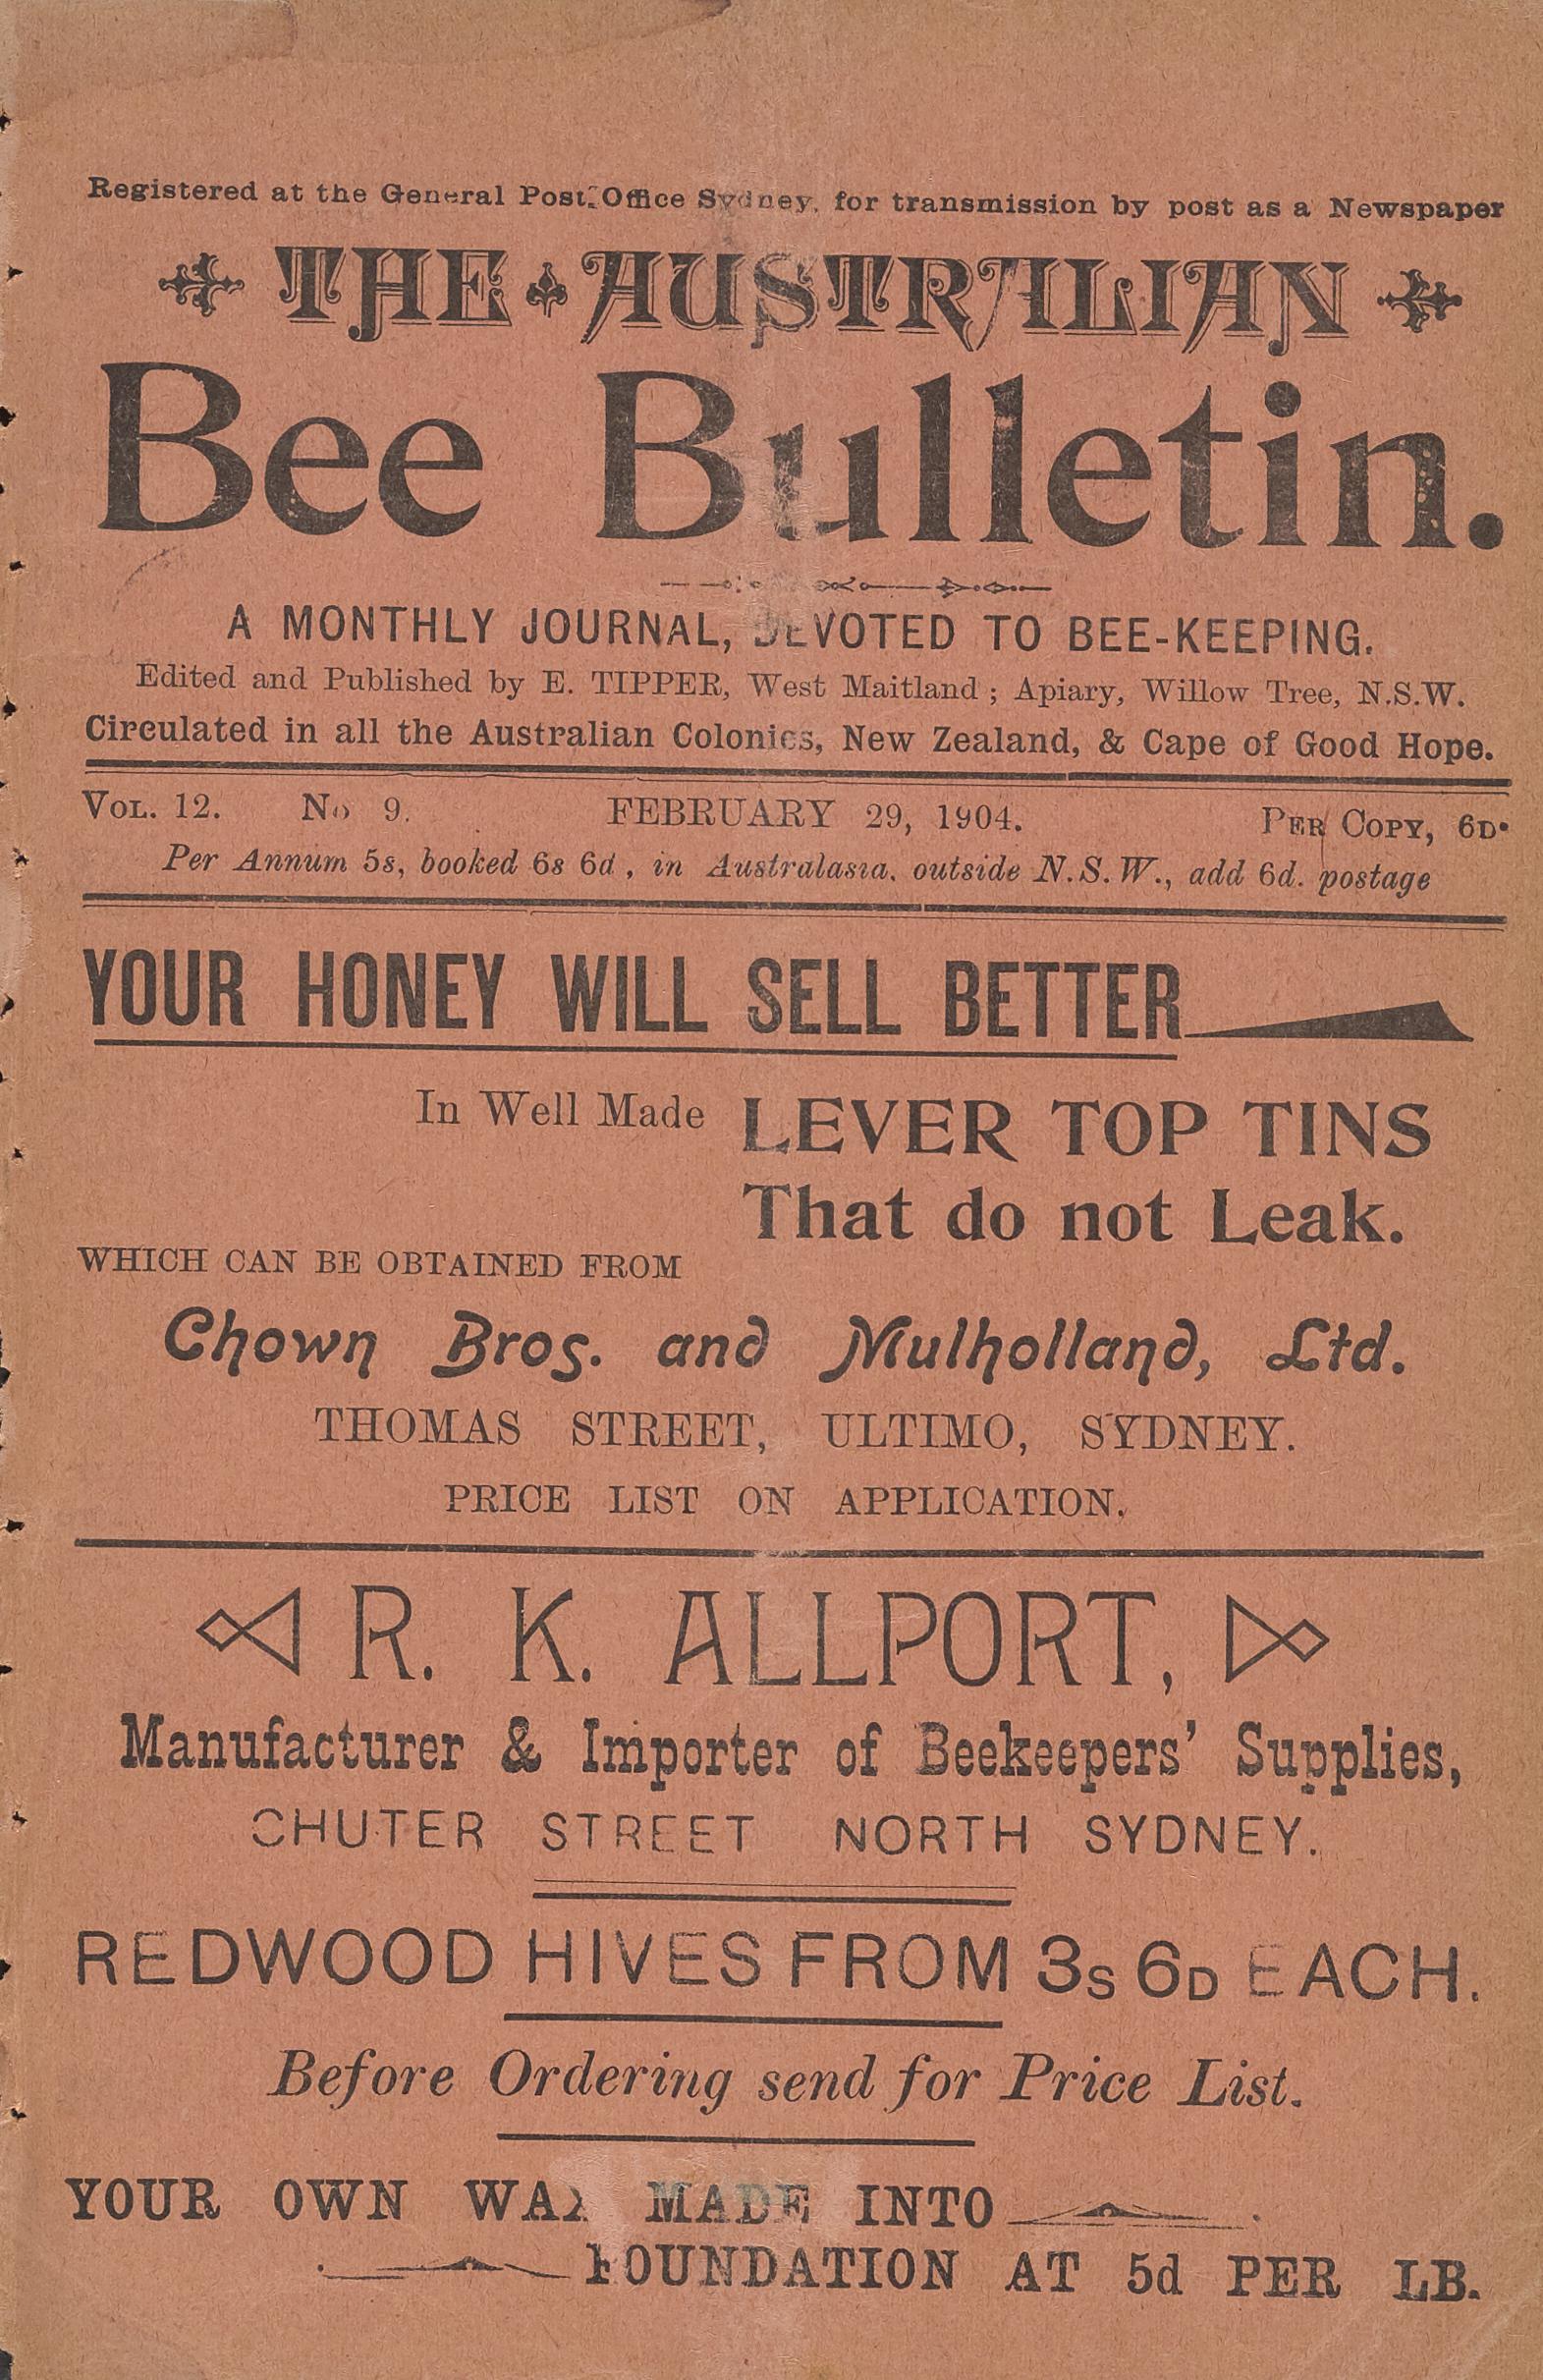 Registered at the General Post Office Sydney, for transmission by post as a Newspaper
THE AUSTRALIAN
Bee Bulletin.
A MONTHLY JOURNAL, DEVOTED TO BEE-KEEPING.
Edited and Published by E. TIPPER, West Maitland; Apiary, Willow Tree, N.S.W.
Circulated in all the Australian Colonies, New Zealand, & Cape of Good Hope.
VOL. 12. No 9. FEBRUARY 29, 1904. PER COPY, 6D.
Per Annum 5s, booked 6s 6d, in Australasia, outside N.S.W., add 6d. postage
YOUR HONEY WILL SELL BETTER
In Well Made LEVER TOP TINS
That do not Leak.
WHICH CAN BE OBTAINED FROM
Chown Bros. and Mulholland, Ltd.
THOMAS STREET, ULTIMO, SYDNEY.
PRICE LIST ON APPLICATION.
R. K. ALLPORT,
Manufacturer & Importer of Beekeepers' Supplies,
CHUTER STREET NORTH SYDNEY.
REDWOOD HIVES FROM 3S 6D EACH.
Before Ordering send for Price List.
YOUR OWN WAX MADE INTO
FOUNDATION AT 5d PER LB.